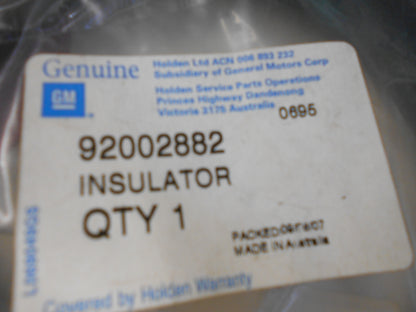 Genuine
GM
Holden Ltd ACN 006 893 232
Subsidiary of General Motors Corp
Holden Service Parts Operations
Princes Highway Dandenong
Victoria 3175 Australia
0695
92002882
INSULATOR
QTY 1
MADE IN Australia
Covered by Holden Warranty